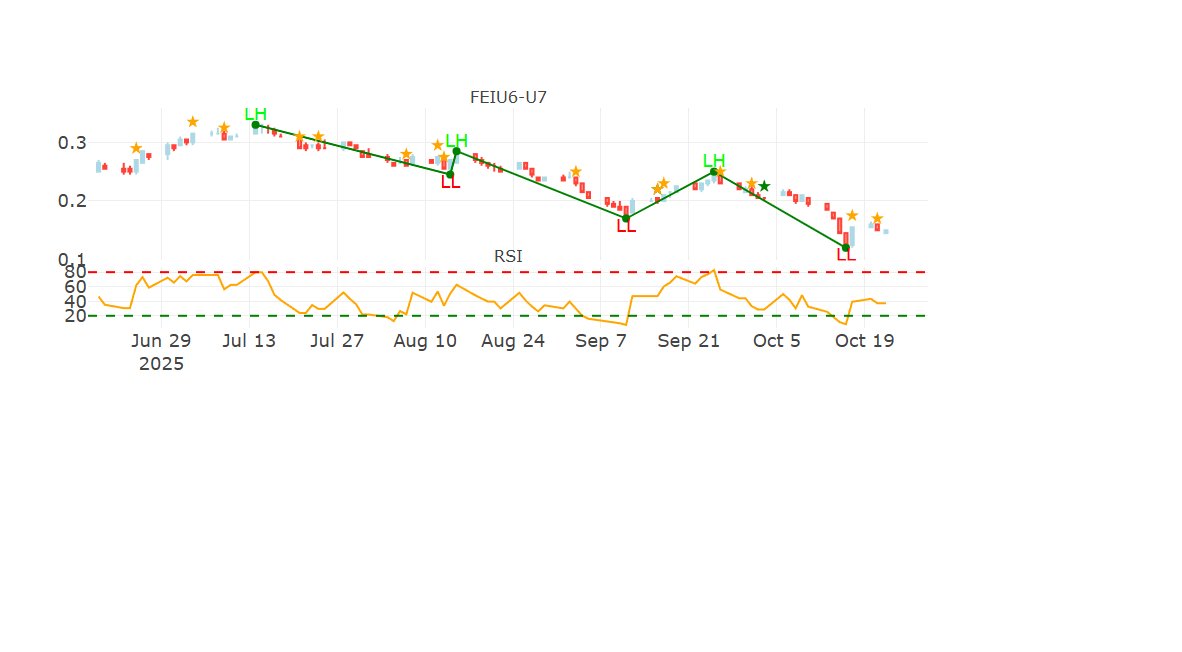 FEIU6-U7
LH
LH
LH
LL
LL
LL
0.3
0.2
0.1
RSI
80
60
40
20
Jun 29
2025
Jul 13
Jul 27
Aug 10
Aug 24
Sep 7
Sep 21
Oct 5
Oct 19